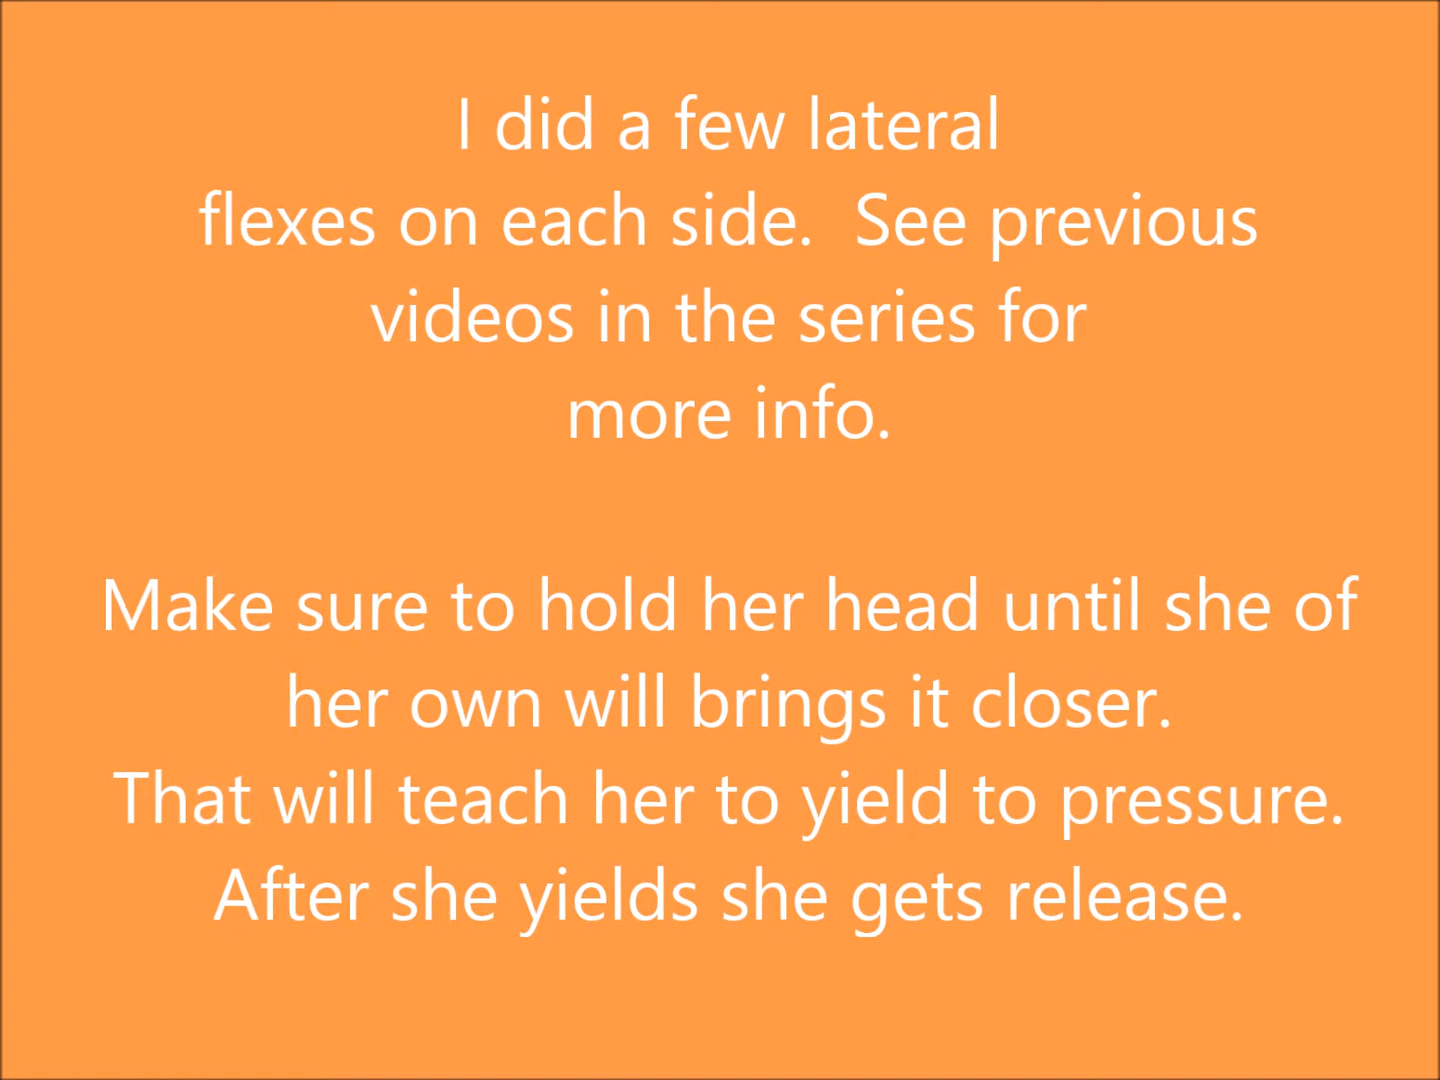 I did a few lateral
flexes on each side.  See previous
videos in the series for
more info.
Make sure to hold her head until she of
her own will brings it closer.
That will teach her to yield to pressure.
After she yields she gets release.